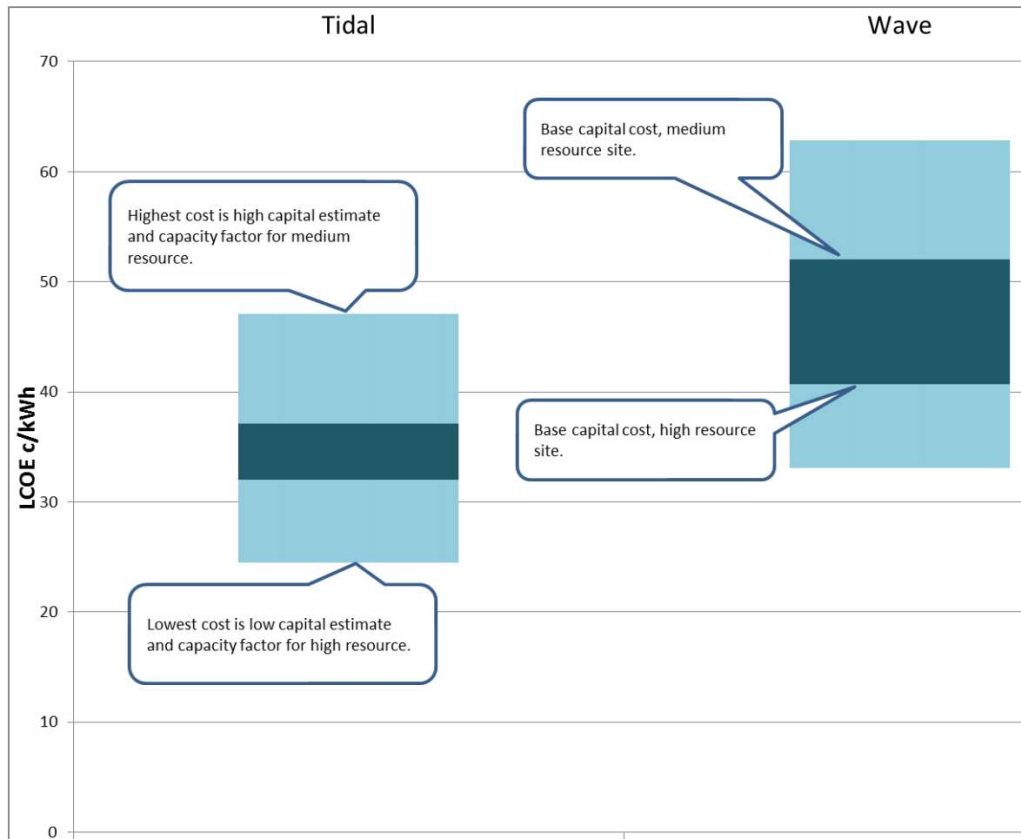 Tidal
Wave
70
60
50
40
30
20
10
0
LCOE c/kWh
Base capital cost, medium
resource site.
Highest cost is high capital estimate
and capacity factor for medium
resource.
Base capital cost, high resource
site.
Lowest cost is low capital estimate
and capacity factor for high resource.